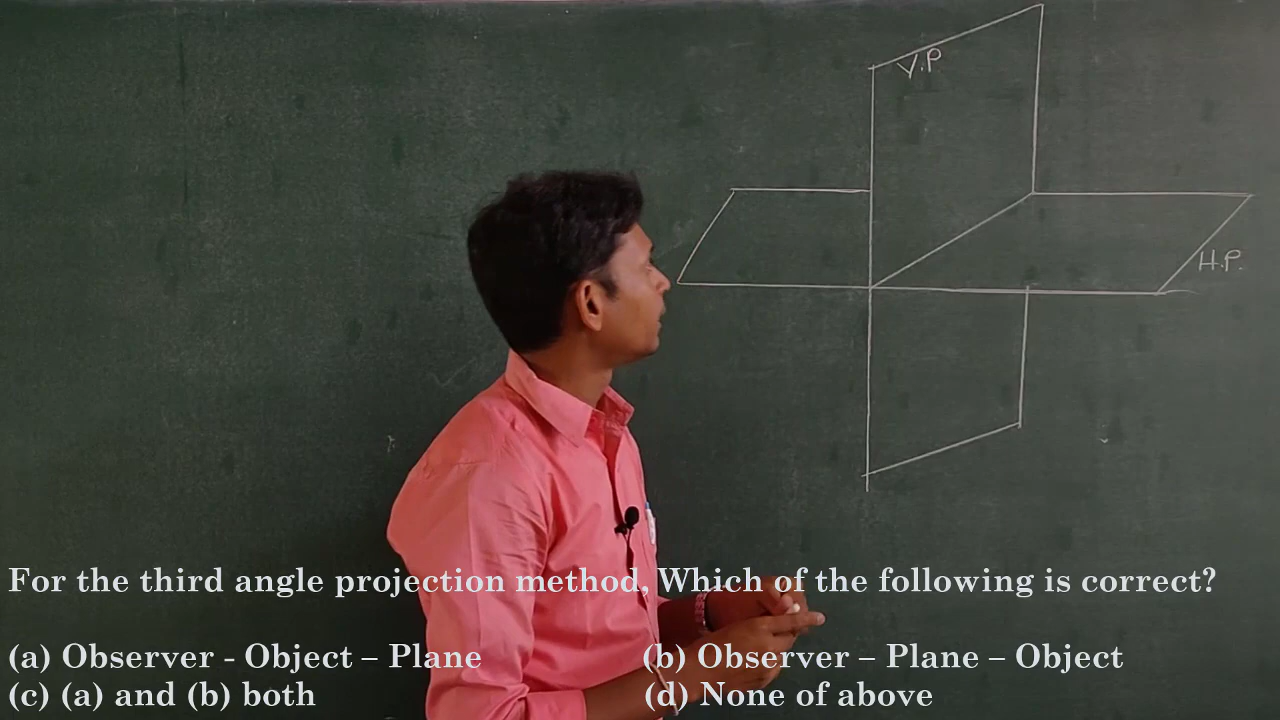 V.P
H.P.
For the third angle projection method, Which of the following is correct?
(a) Observer - Object – Plane
(b) Observer – Plane – Object
(c) (a) and (b) both
(d) None of above